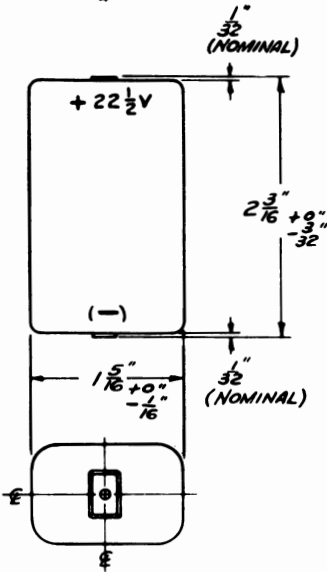 1/32"
(NOMINAL)
+ 22 1/2 V
2 3/16" +0" -3/32"
(-)
1 5/16" +0" -1/16"
1/32"
(NOMINAL)
℄
℄